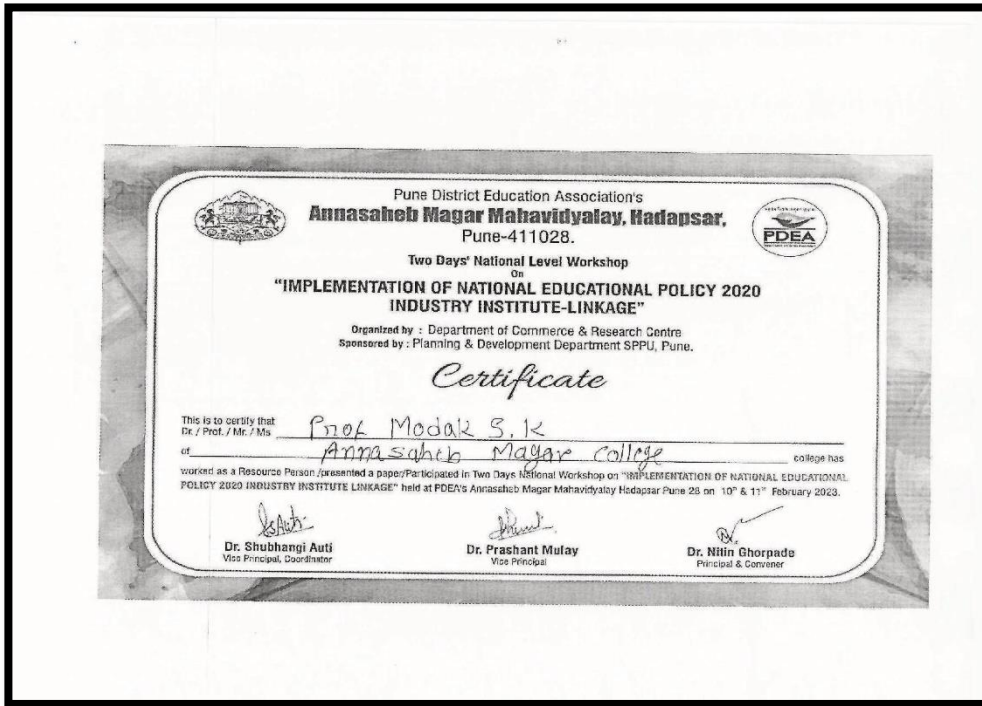 Pune District Education Association's
Annasaheb Magar Mahavidyalay, Hadapsar,
Pune-411028.
PDEA
Two Days' National Level Workshop
On
"IMPLEMENTATION OF NATIONAL EDUCATIONAL POLICY 2020
INDUSTRY INSTITUTE-LINKAGE"
Organized by : Department of Commerce & Research Centre
Sponsored by : Planning & Development Department SPPU, Pune.
Certificate
This is to certify that
Dr. / Prof. / Mr. / Ms Prof Modak S.K
of Annasaheb Magar College college has
worked as a Resource Person /presented a paper/Participated in Two Days National Workshop on "IMPLEMENTATION OF NATIONAL EDUCATIONAL
POLICY 2020 INDUSTRY INSTITUTE LINKAGE" held at PDEA's Annasaheb Magar Mahavidyalay Hadapsar Pune 28 on 10th & 11th February 2023.
Dr. Shubhangi Auti
Vice Principal, Coordinator
Dr. Prashant Mulay
Vice Principal
Dr. Nitin Ghorpade
Principal & Convener